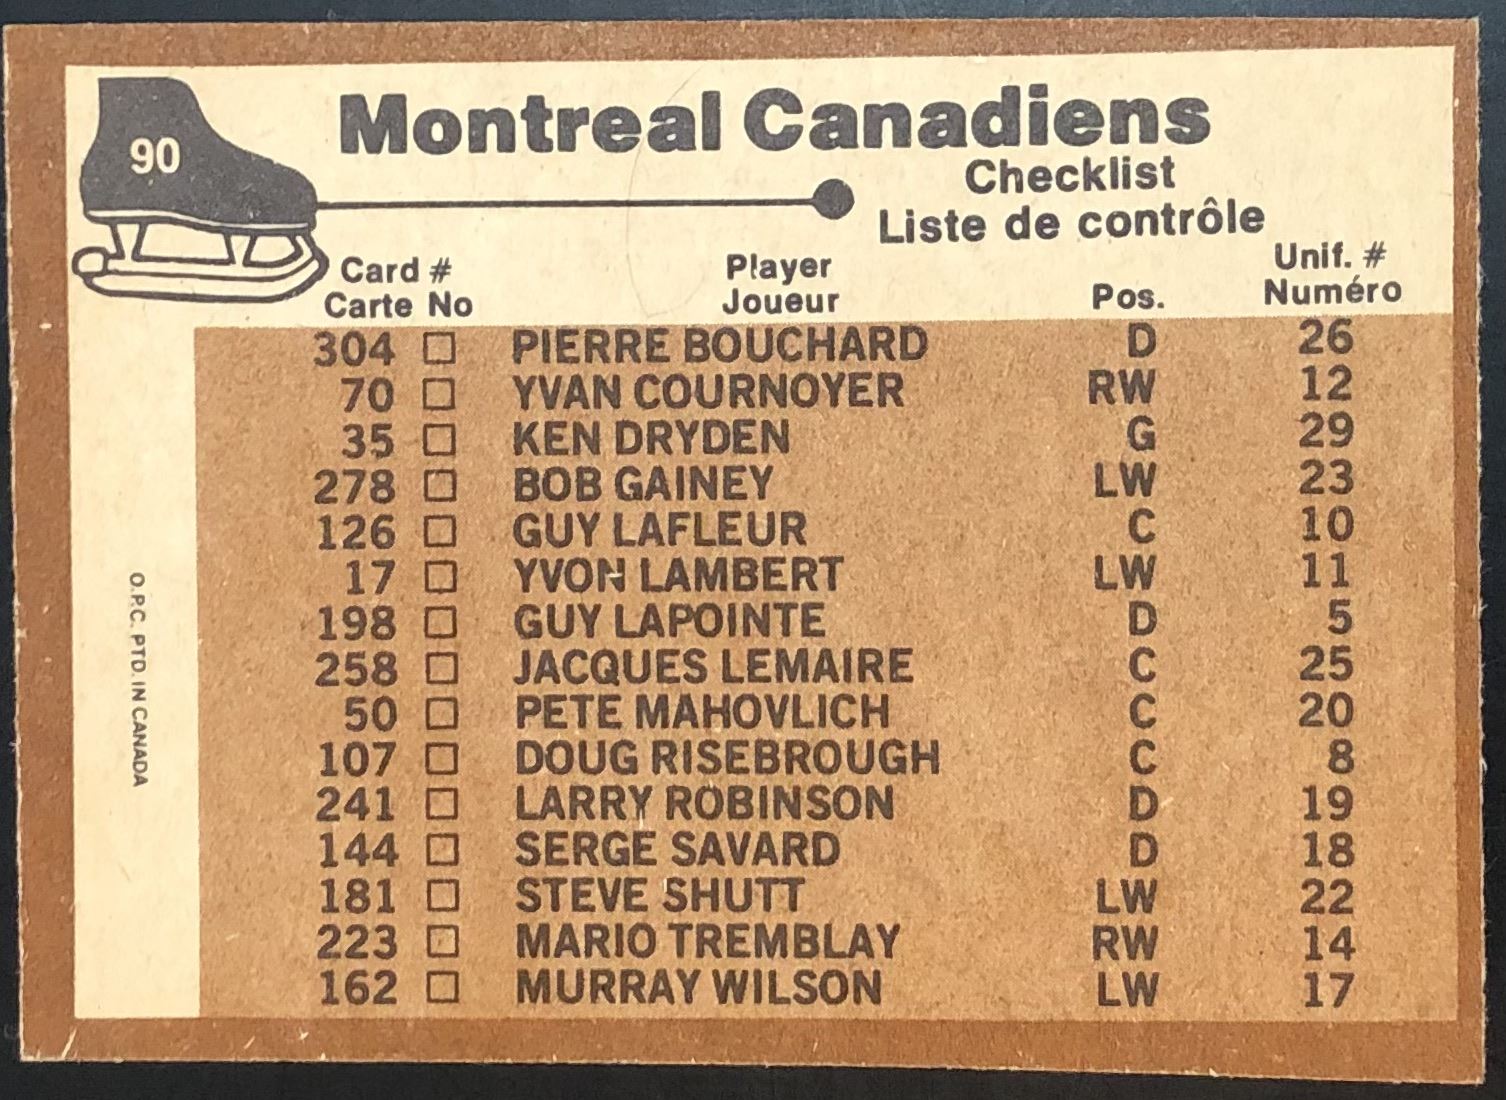 90
Montreal Canadiens
Checklist
Liste de contrôle
Card # Player Unif. #
Carte No Joueur Pos. Numéro
304 PIERRE BOUCHARD D 26
70 YVAN COURNOYER RW 12
35 KEN DRYDEN G 29
278 BOB GAINEY LW 23
126 GUY LAFLEUR C 10
17 YVON LAMBERT LW 11
198 GUY LAPOINTE D 5
258 JACQUES LEMAIRE C 25
50 PETE MAHOVLICH C 20
107 DOUG RISEBROUGH C 8
241 LARRY ROBINSON D 19
144 SERGE SAVARD D 18
181 STEVE SHUTT LW 22
223 MARIO TREMBLAY RW 14
162 MURRAY WILSON LW 17
O.P.C. PTD. IN CANADA